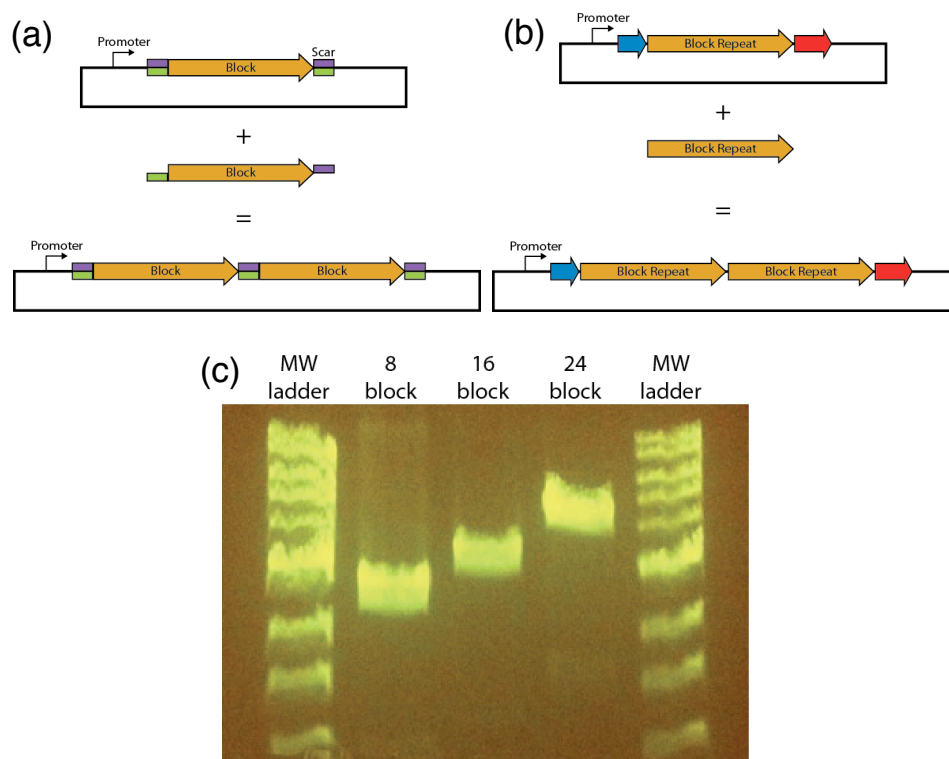 (a)
Promoter
Scar
Block
+
Block
=
Promoter
Block
Block
(b)
Promoter
Block Repeat
+
Block Repeat
=
Promoter
Block Repeat
Block Repeat
(c)
MW ladder
8 block
16 block
24 block
MW ladder